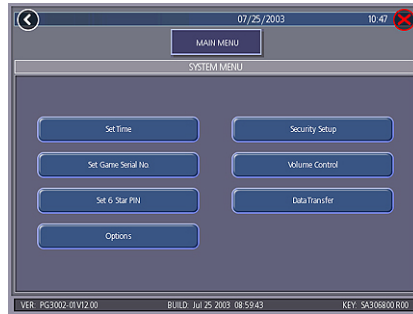 07/25/2003 10:47
MAIN MENU
SYSTEM MENU
Set Time Security Setup
Set Game Serial No. Volume Control
Set 6 Star PIN Data Transfer
Options
VER: PG3002-01V12.00 BUILD: Jul 25 2003 08:59:43 KEY: SA306800 R00